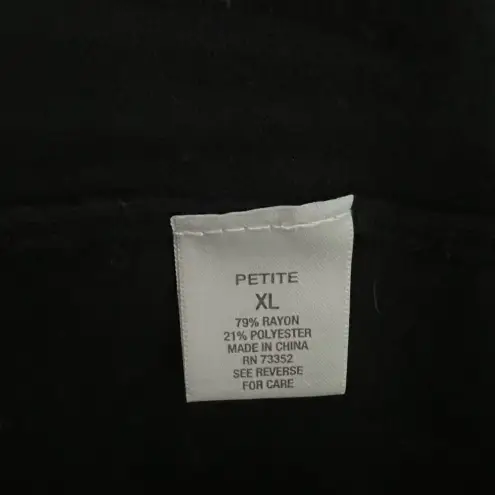 PETITE
XL
79% RAYON
21% POLYESTER
MADE IN CHINA
RN 73352
SEE REVERSE
FOR CARE